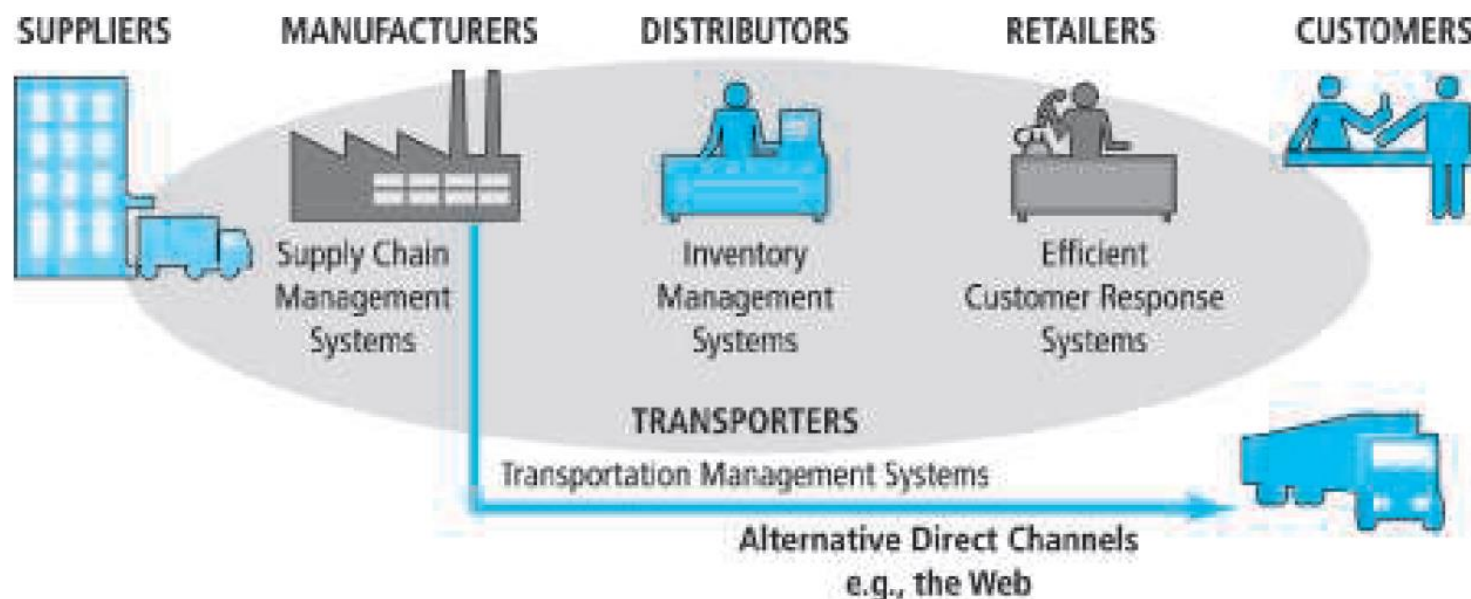 SUPPLIERS
MANUFACTURERS
DISTRIBUTORS
RETAILERS
CUSTOMERS
Supply Chain
Management
Systems
Inventory
Management
Systems
Efficient
Customer Response
Systems
TRANSPORTERS
Transportation Management Systems
Alternative Direct Channels
e.g., the Web